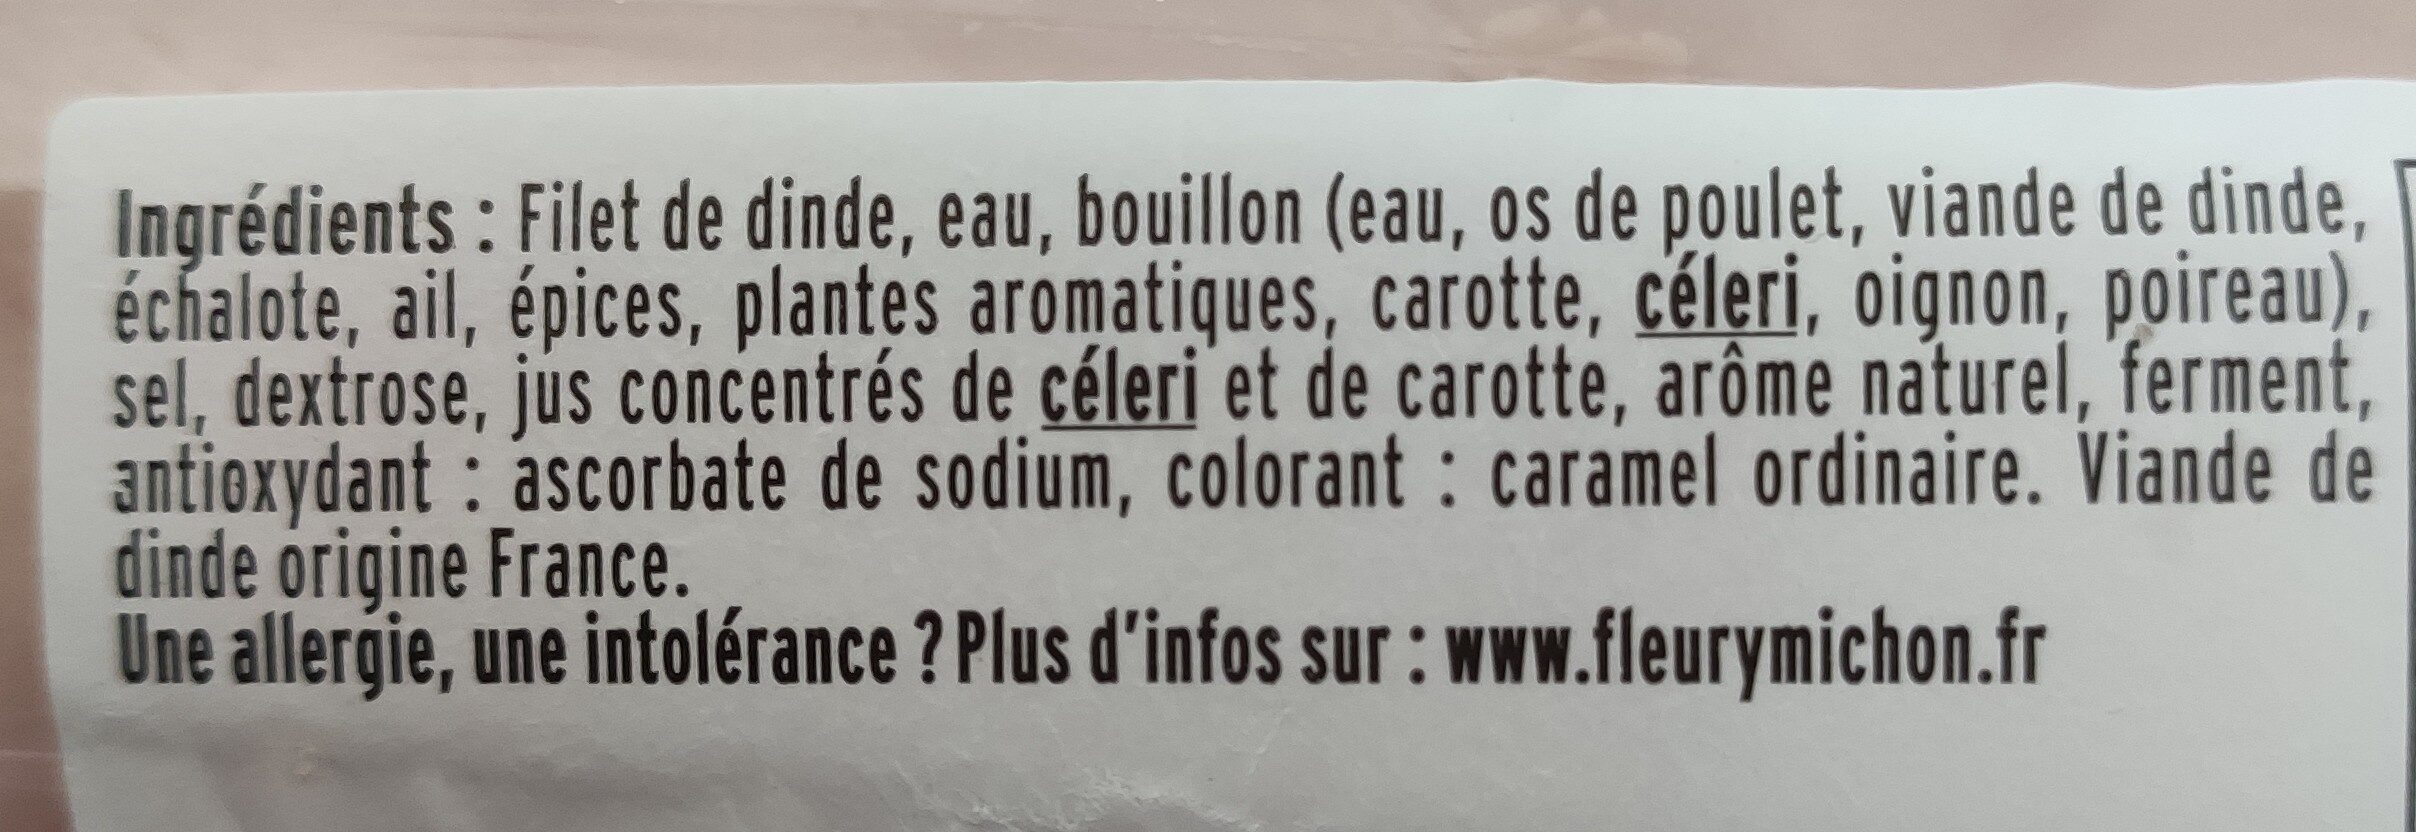 Ingrédients : Filet de dinde, eau, bouillon (eau, os de poulet, viande de dinde,
échalote, ail, épices, plantes aromatiques, carotte, céleri, oignon, poireau),
sel, dextrose, jus concentrés de céleri et de carotte, arôme naturel, ferment,
antioxydant : ascorbate de sodium, colorant : caramel ordinaire. Viande de
dinde origine France.
Une allergie, une intolérance ? Plus d'infos sur : www.fleurymichon.fr